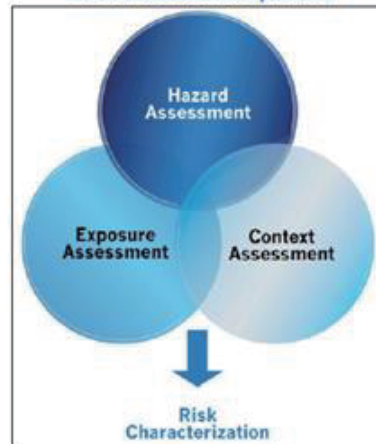 Hazard
Assessment
Exposure
Assessment
Context
Assessment
Risk
Characterization